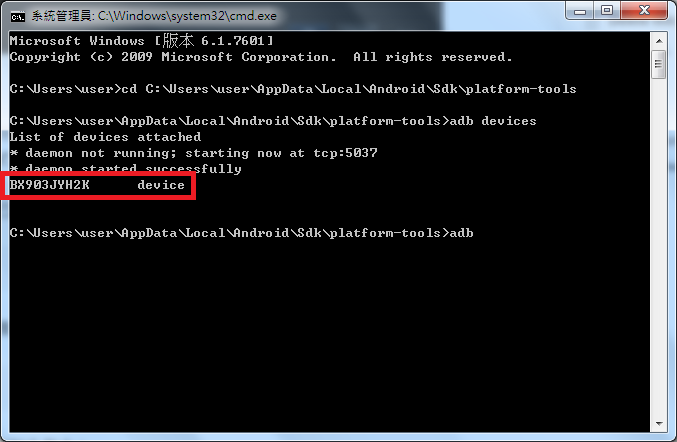 系統管理員: C:\Windows\system32\cmd.exe
Microsoft Windows [版本 6.1.7601]
Copyright (c) 2009 Microsoft Corporation.  All rights reserved.
C:\Users\user>cd C:\Users\user\AppData\Local\Android\Sdk\platform-tools
C:\Users\user\AppData\Local\Android\Sdk\platform-tools>adb devices
List of devices attached
* daemon not running; starting now at tcp:5037
* daemon started successfully
BX903JYH2K      device
C:\Users\user\AppData\Local\Android\Sdk\platform-tools>adb